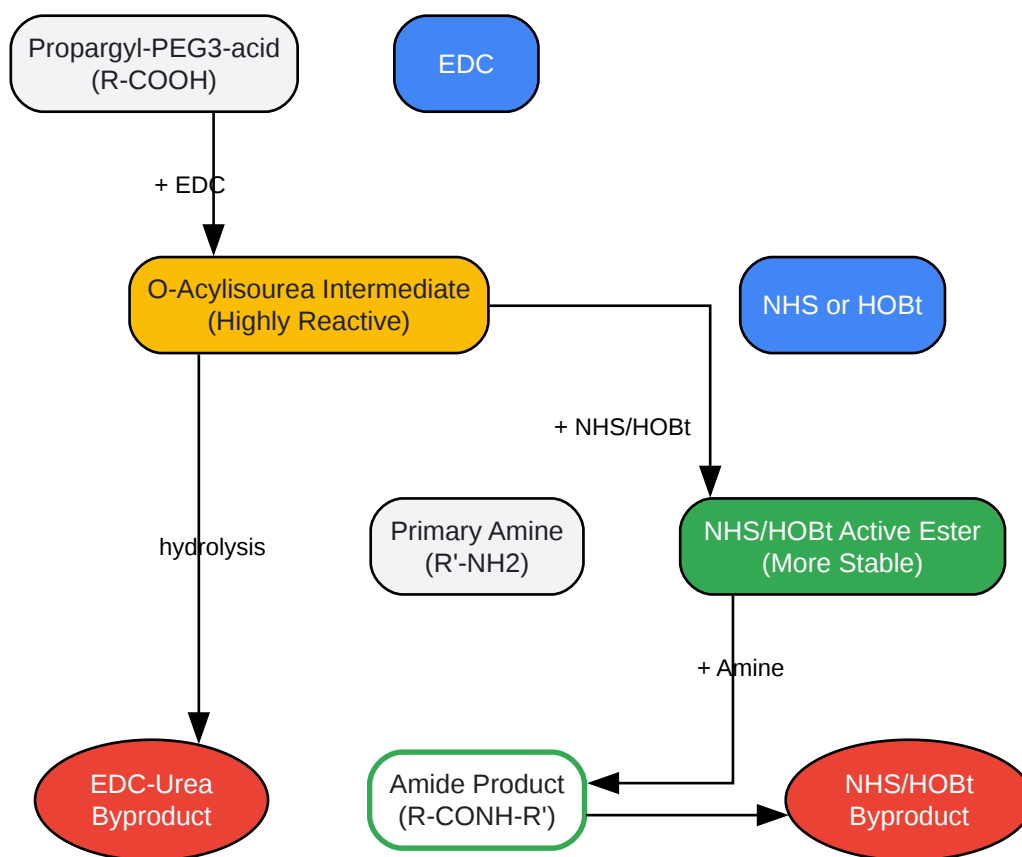 Propargyl-PEG3-acid
(R-COOH)
EDC
+ EDC
O-Acylisourea Intermediate
(Highly Reactive)
NHS or HOBt
+ NHS/HOBt
Primary Amine
(R'-NH2)
NHS/HOBt Active Ester
(More Stable)
hydrolysis
+ Amine
EDC-Urea
Byproduct
Amide Product
(R-CONH-R')
NHS/HOBt
Byproduct